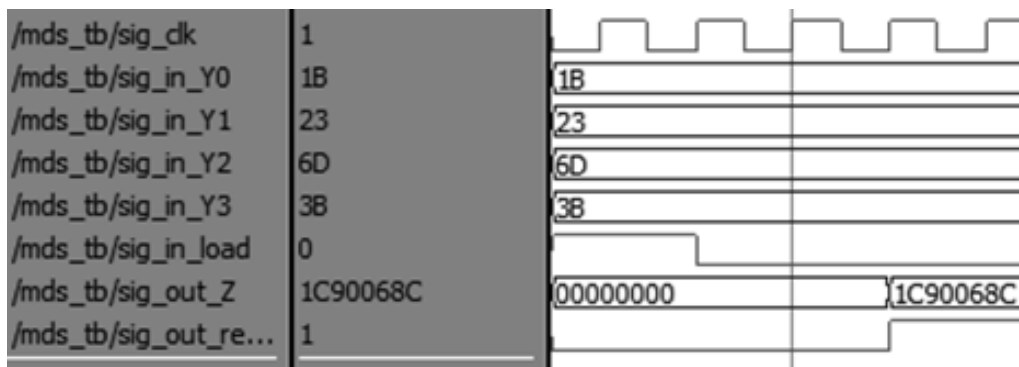 /mds_tb/sig_clk 1
/mds_tb/sig_in_Y0 1B 1B
/mds_tb/sig_in_Y1 23 23
/mds_tb/sig_in_Y2 6D 6D
/mds_tb/sig_in_Y3 3B 3B
/mds_tb/sig_in_load 0
/mds_tb/sig_out_Z 1C90068C 00000000 1C90068C
/mds_tb/sig_out_re... 1